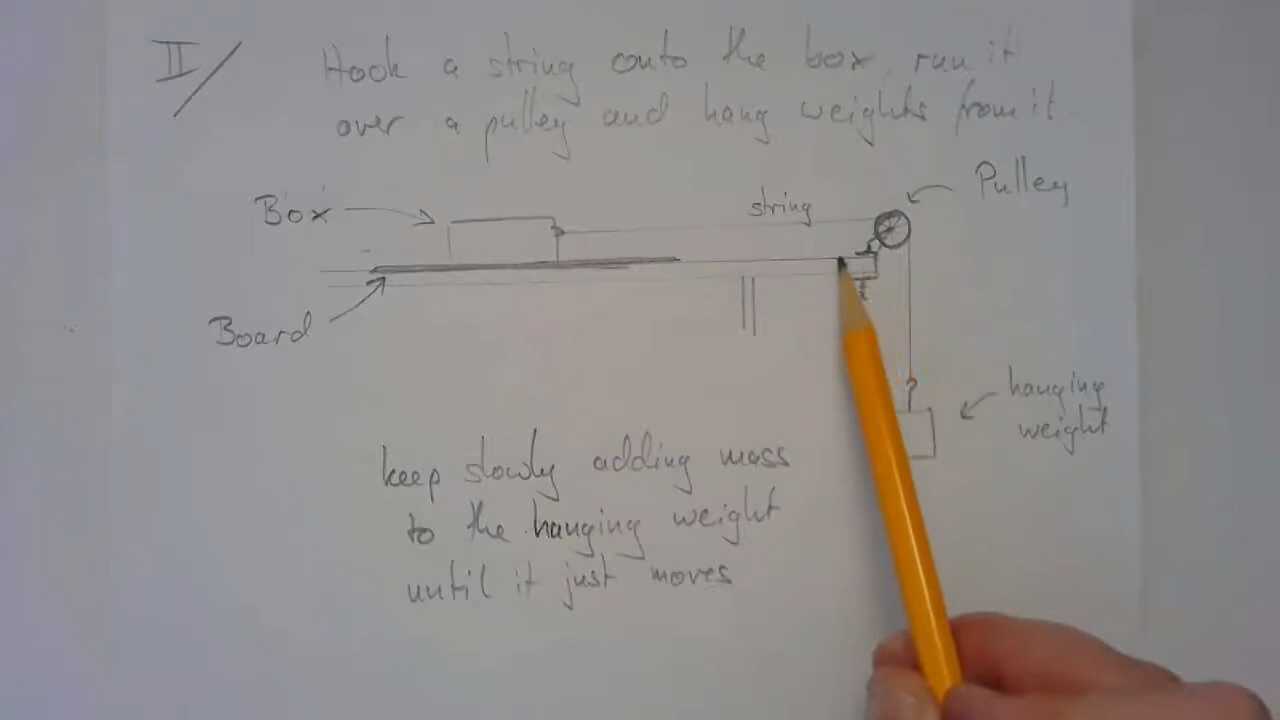 II/ Hook a string onto the box, run it
over a pulley and hang weights from it
Pulley
string
Box
Board
hanging
weight
keep slowly adding mass
to the hanging weight
until it just moves